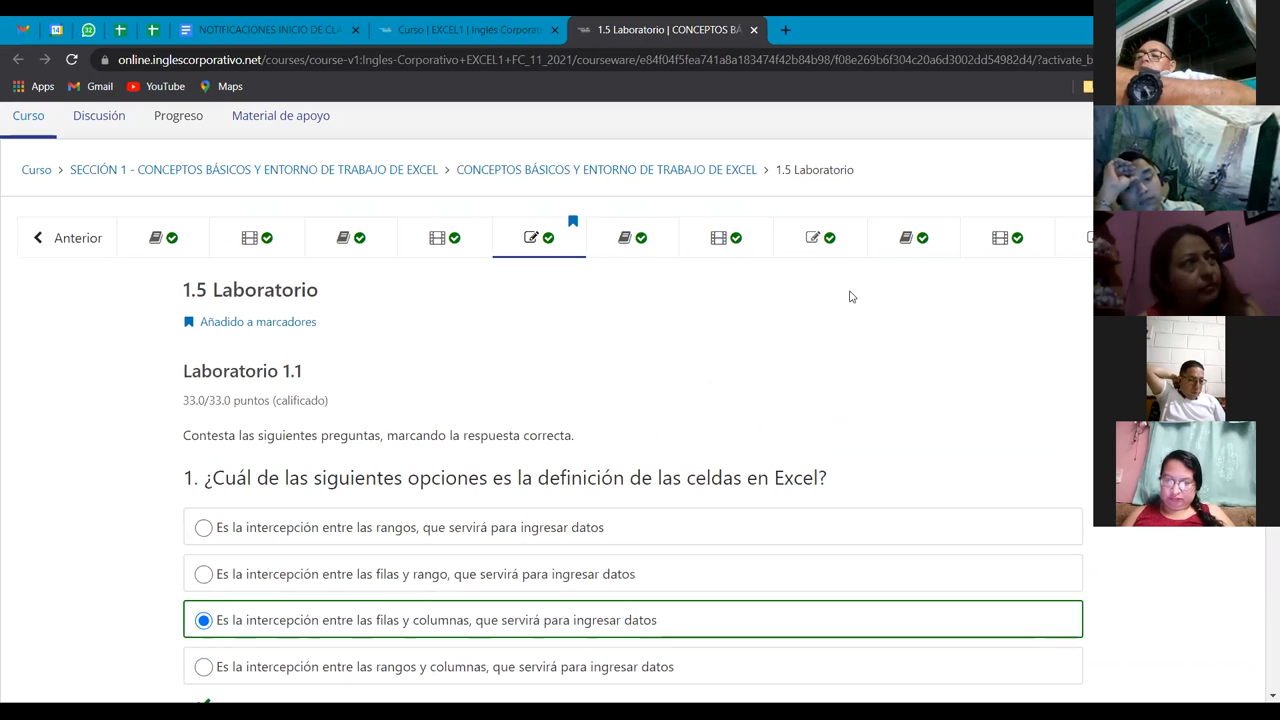 NOTIFICACIONES INICIO DE CLA
Curso | EXCEL1 | Inglés Corporati
1.5 Laboratorio | CONCEPTOS BÁ
online.inglescorporativo.net/courses/course-v1:Ingles-Corporativo+EXCEL1+FC_11_2021/courseware/e84f04f5fea741a8a183474f42b84b98/f08e269b6f304c20a6d3002dd54982d4/?activate_b
Apps
Gmail
YouTube
Maps
Curso
Discusión
Progreso
Material de apoyo
Curso > SECCIÓN 1 - CONCEPTOS BÁSICOS Y ENTORNO DE TRABAJO DE EXCEL > CONCEPTOS BÁSICOS Y ENTORNO DE TRABAJO DE EXCEL > 1.5 Laboratorio
Anterior
1.5 Laboratorio
Añadido a marcadores
Laboratorio 1.1
33.0/33.0 puntos (calificado)
Contesta las siguientes preguntas, marcando la respuesta correcta.
1. ¿Cuál de las siguientes opciones es la definición de las celdas en Excel?
Es la intercepción entre las rangos, que servirá para ingresar datos
Es la intercepción entre las filas y rango, que servirá para ingresar datos
Es la intercepción entre las filas y columnas, que servirá para ingresar datos
Es la intercepción entre las rangos y columnas, que servirá para ingresar datos